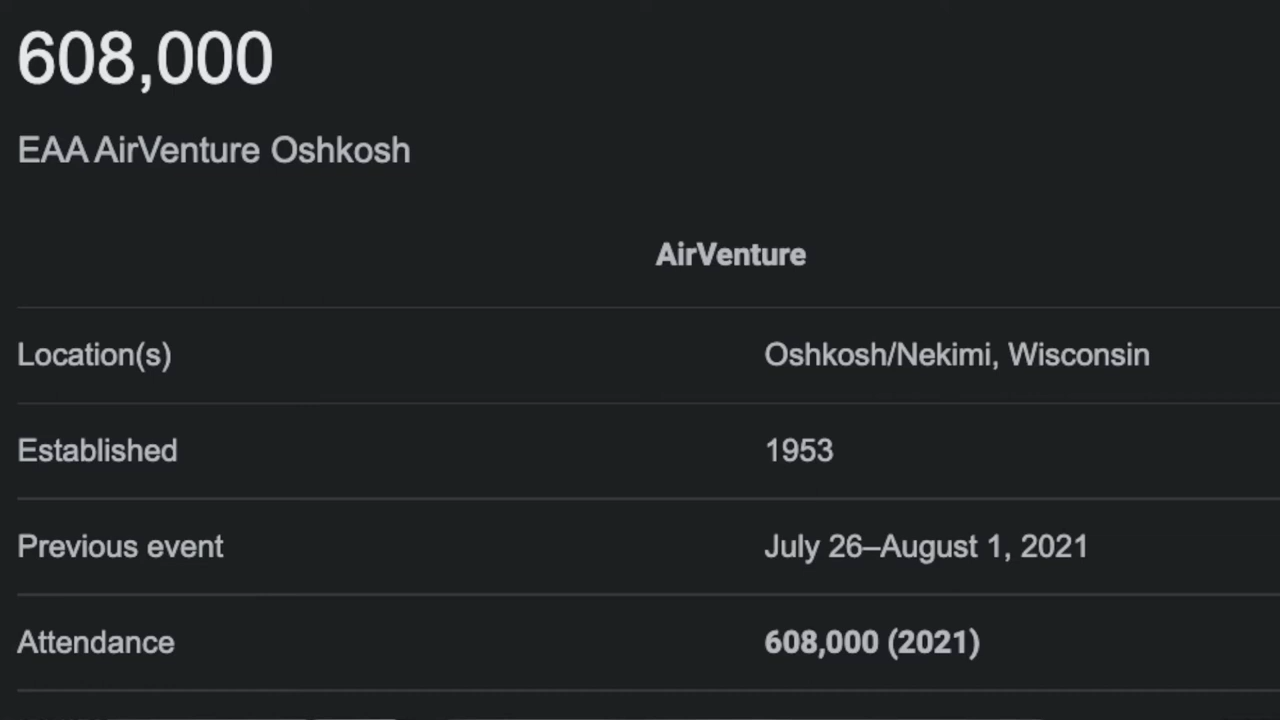 608,000
EAA AirVenture Oshkosh
AirVenture
Location(s) Oshkosh/Nekimi, Wisconsin
Established 1953
Previous event July 26–August 1, 2021
Attendance 608,000 (2021)